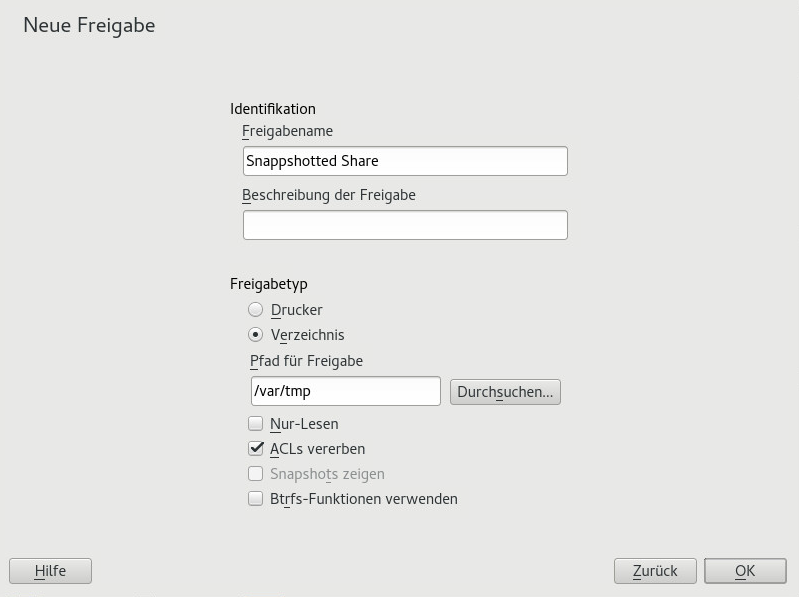 Neue Freigabe
Identifikation
Freigabename
Snappshotted Share
Beschreibung der Freigabe
Freigabetyp
Drucker
Verzeichnis
Pfad für Freigabe
/var/tmp
Durchsuchen...
Nur-Lesen
ACLs vererben
Snapshots zeigen
Btrfs-Funktionen verwenden
Hilfe
Zurück
OK